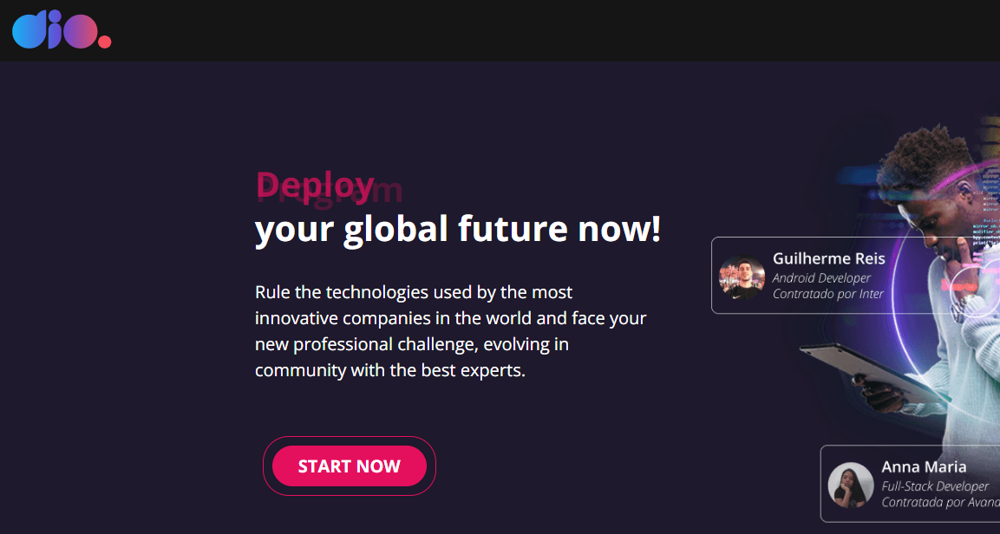 dio.
Deploy
Program
your global future now!
Rule the technologies used by the most
innovative companies in the world and face your
new professional challenge, evolving in
community with the best experts.
START NOW
Guilherme Reis
Android Developer
Contratado por Inter
Anna Maria
Full-Stack Developer
Contratada por Avana